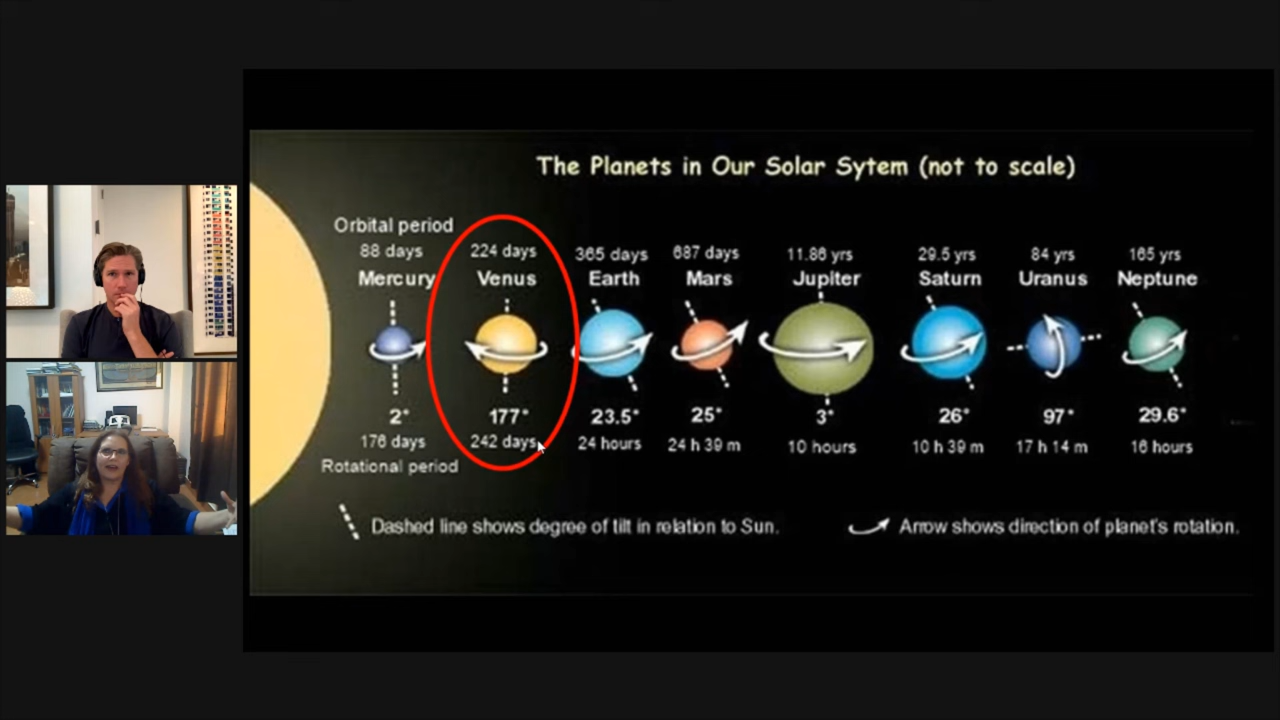 The Planets in Our Solar Sytem (not to scale)
Orbital period
88 days 224 days 365 days 687 days 11.86 yrs 29.5 yrs 84 yrs 165 yrs
Mercury Venus Earth Mars Jupiter Saturn Uranus Neptune
2° 177° 23.5° 25° 3° 26° 97° 29.6°
176 days 242 days 24 hours 24 h 39 m 10 hours 10 h 39 m 17 h 14 m 16 hours
Rotational period
Dashed line shows degree of tilt in relation to Sun. Arrow shows direction of planet's rotation.